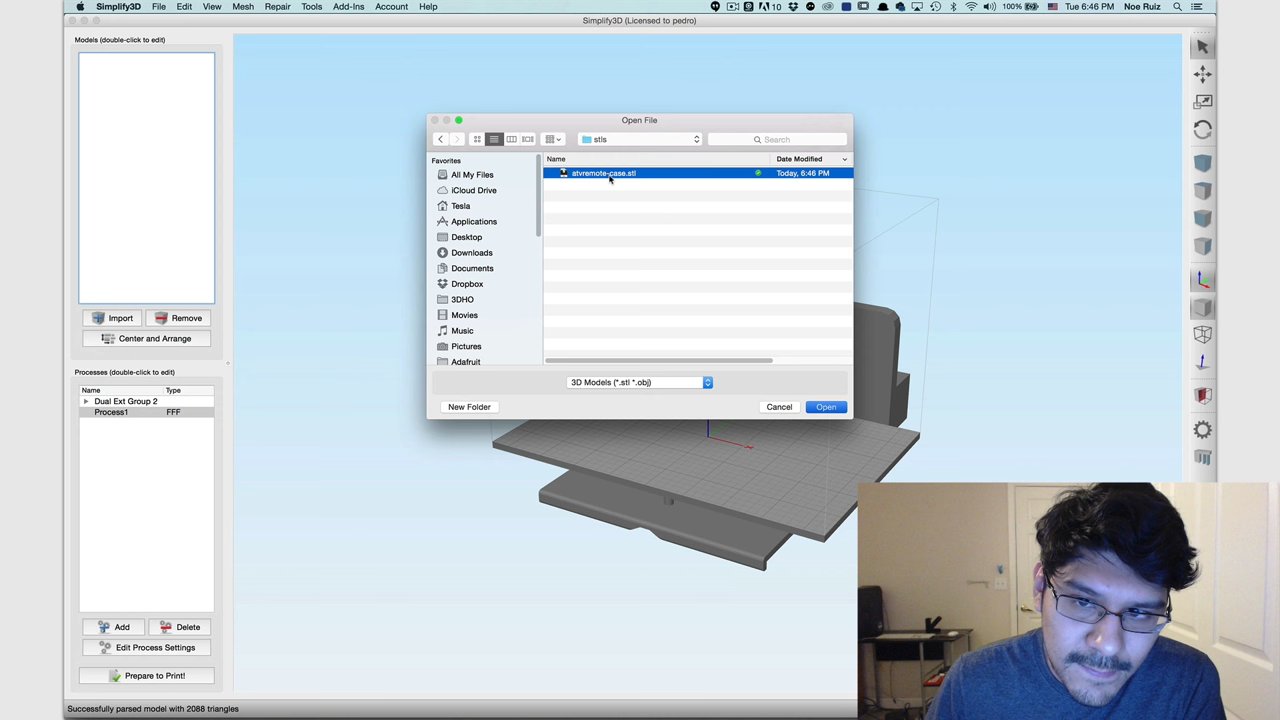 Simplify3D File Edit View Mesh Repair Tools Add-Ins Account Help 10 100% Tue 6:46 PM Noe Ruiz
Simplify3D (Licensed to pedro)
Models (double-click to edit)
Import Remove
Center and Arrange
Processes (double-click to edit)
Name Type
Dual Ext Group 2
Process1 FFF
Add Delete
Edit Process Settings
Prepare to Print!
Successfully parsed model with 2088 triangles
Open File
stls Search
Favorites
All My Files
iCloud Drive
Tesla
Applications
Desktop
Downloads
Documents
Dropbox
3DHO
Movies
Music
Pictures
Adafruit
Name Date Modified
atvremote-case.stl Today, 6:46 PM
3D Models (*.stl *.obj)
New Folder Cancel Open